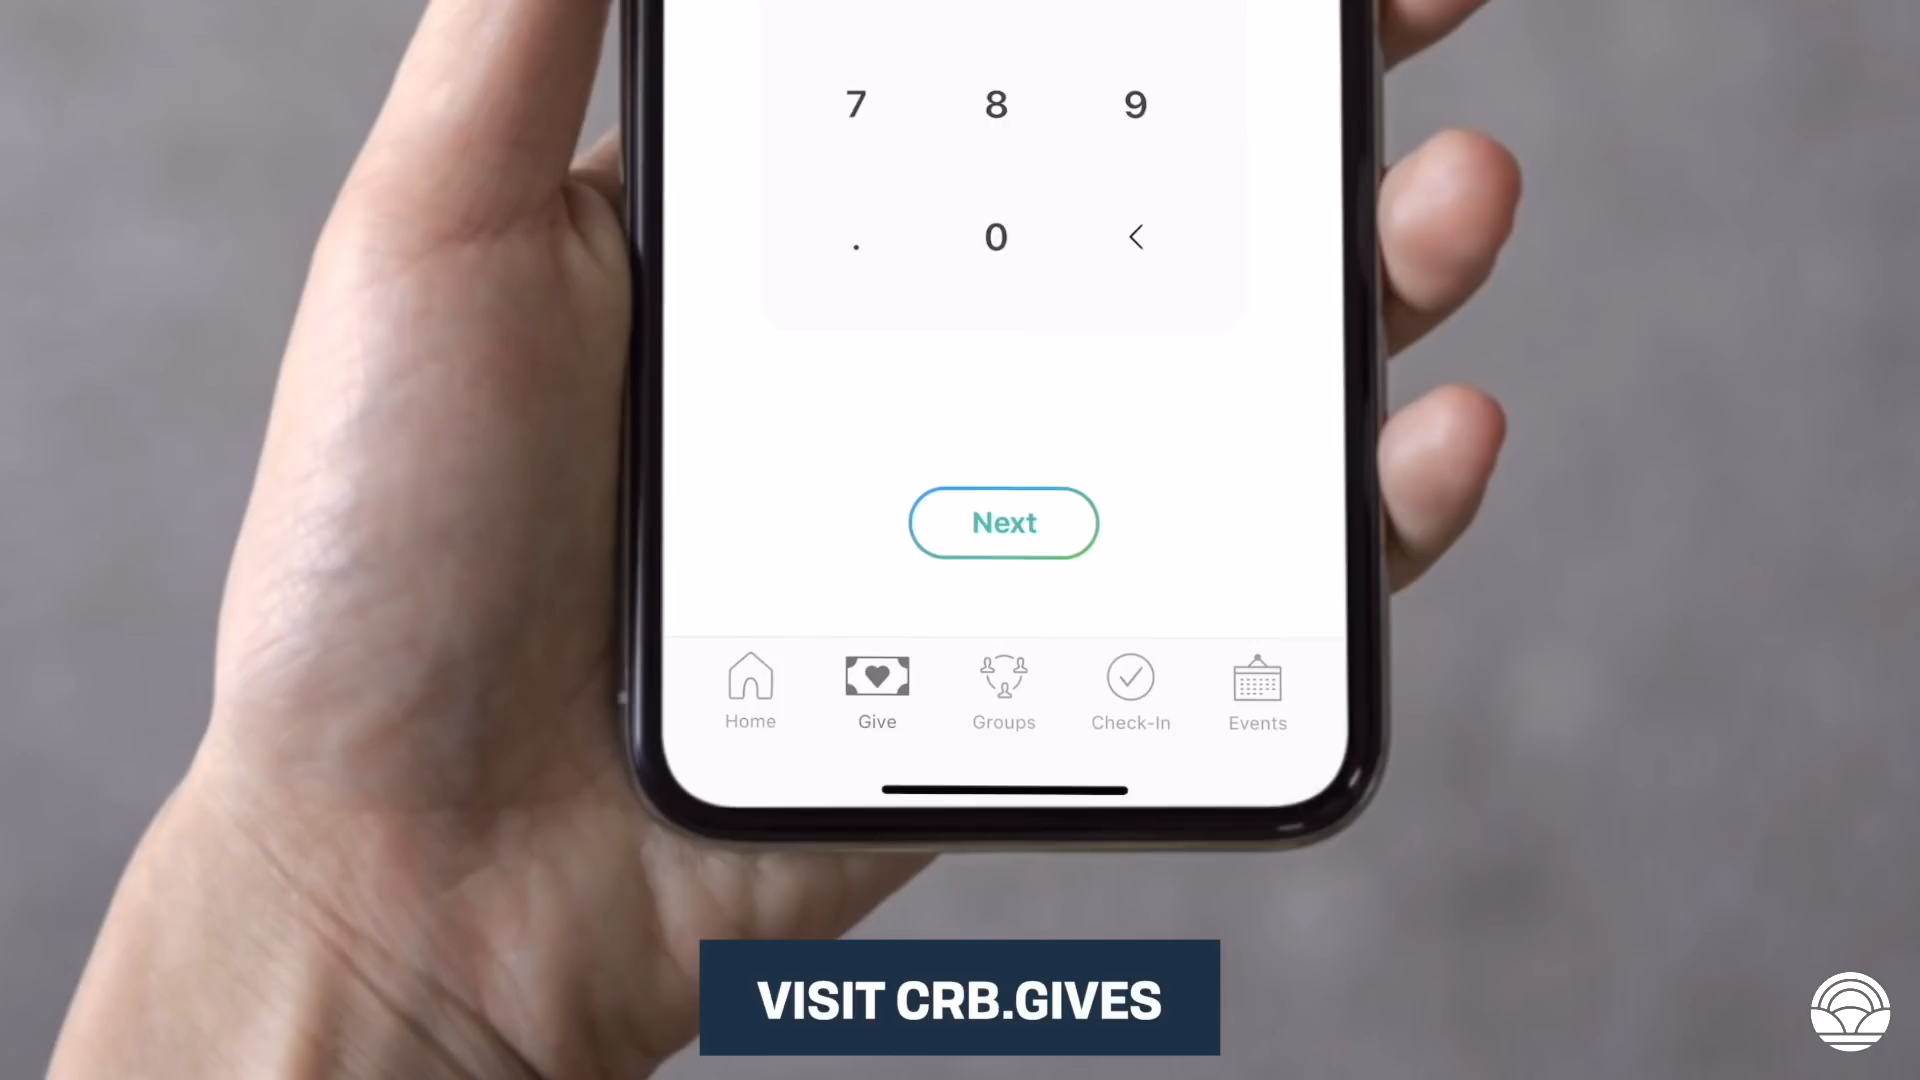 7 8 9
. 0 <
Next
Home Give Groups Check-In Events
VISIT CRB.GIVES